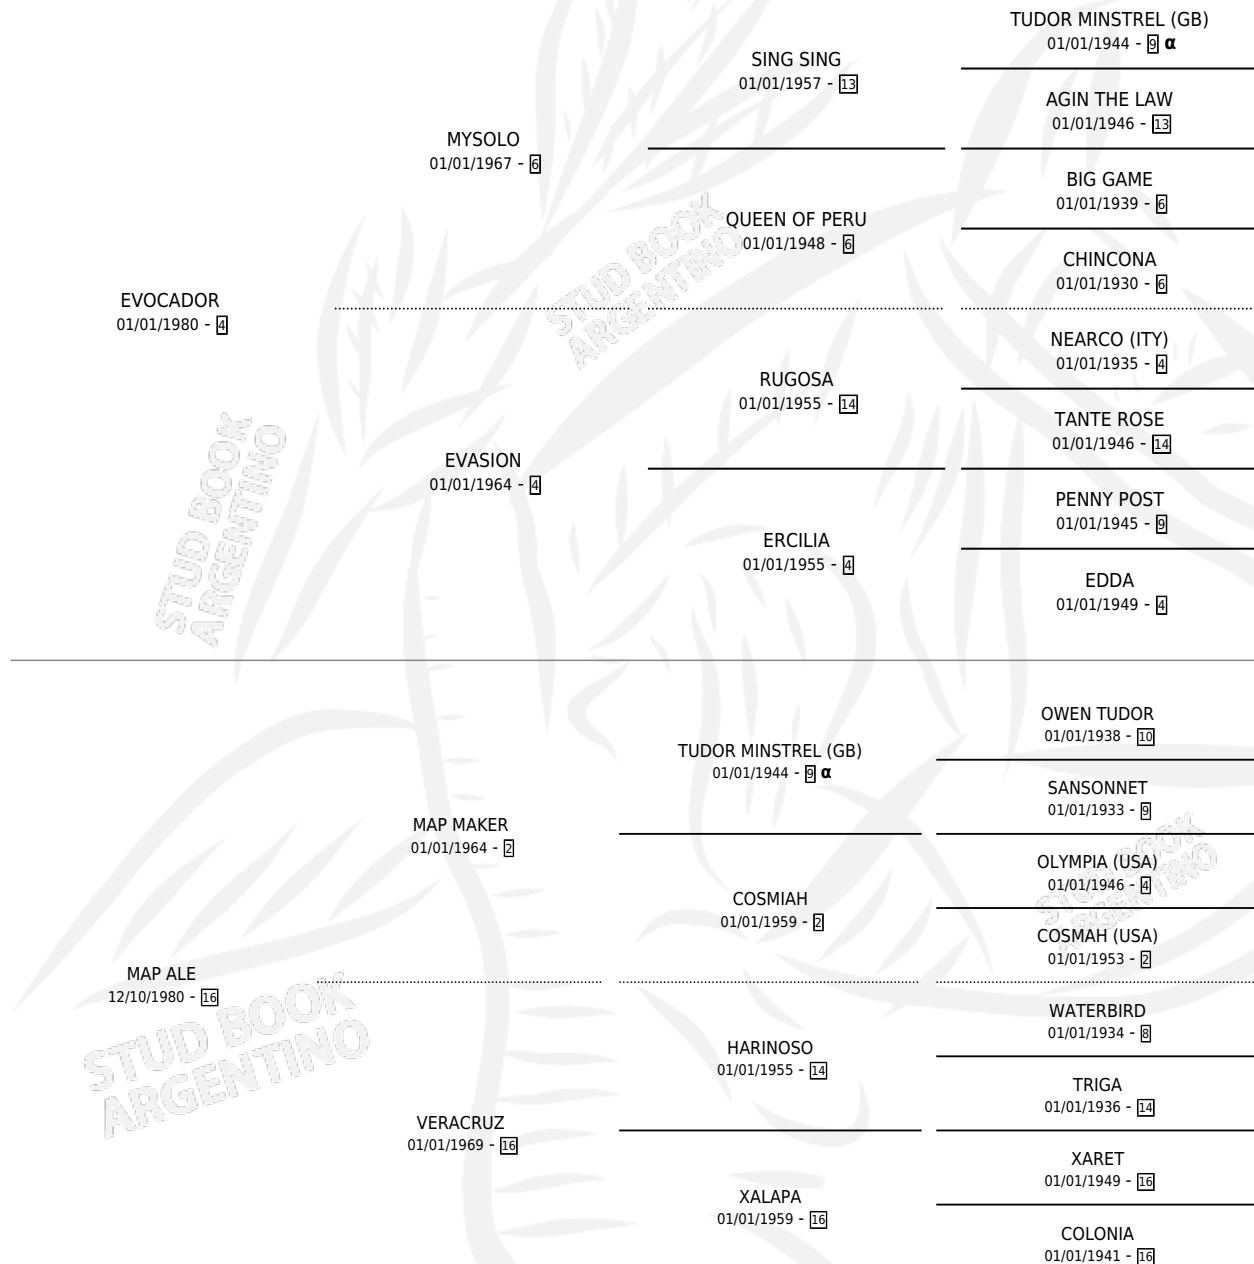 TUDOR MINSTREL (GB)
01/01/1944 - 9 α
SING SING
01/01/1957 - 13
AGIN THE LAW
01/01/1946 - 13
MYSOLO
01/01/1967 - 6
BIG GAME
01/01/1939 - 6
QUEEN OF PERU
01/01/1948 - 6
CHINCONA
01/01/1930 - 6
STUD BOOK
ARGENTINO
EVOCADOR
01/01/1980 - 4
NEARCO (ITY)
01/01/1935 - 4
RUGOSA
01/01/1955 - 14
TANTE ROSE
01/01/1946 - 14
EVASION
01/01/1964 - 4
PENNY POST
01/01/1945 - 9
ERCILIA
01/01/1955 - 4
EDDA
01/01/1949 - 4
STUD BOOK
ARGENTINO
OWEN TUDOR
01/01/1938 - 10
TUDOR MINSTREL (GB)
01/01/1944 - 9 α
SANSONNET
01/01/1933 - 9
MAP MAKER
01/01/1964 - 2
OLYMPIA (USA)
01/01/1946 - 4
COSMIAH
01/01/1959 - 2
COSMAH (USA)
01/01/1953 - 2
STUD BOOK
ARGENTINO
MAP ALE
12/10/1980 - 16
WATERBIRD
01/01/1934 - 8
HARINOSO
01/01/1955 - 14
TRIGA
01/01/1936 - 14
STUD BOOK
ARGENTINO
VERACRUZ
01/01/1969 - 16
XARET
01/01/1949 - 16
XALAPA
01/01/1959 - 16
COLONIA
01/01/1941 - 16